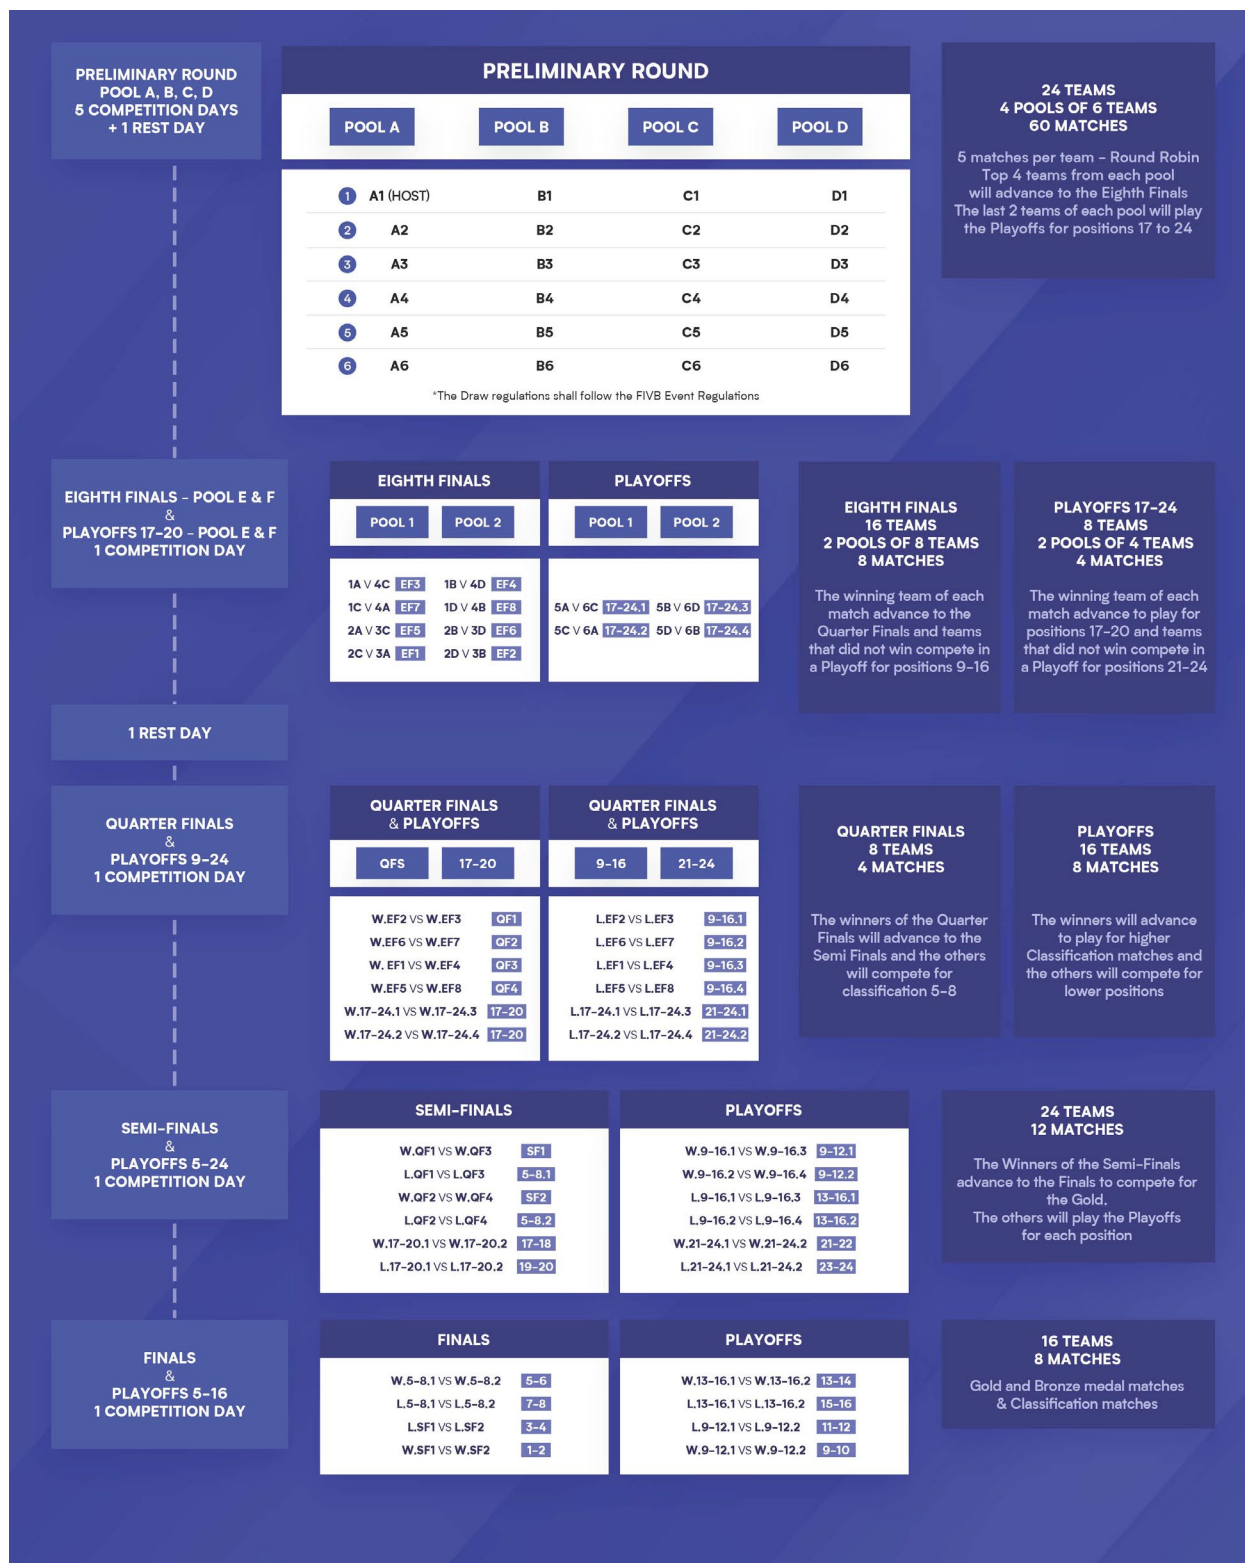 PRELIMINARY ROUND
POOL A, B, C, D
5 COMPETITION DAYS
+ 1 REST DAY
PRELIMINARY ROUND
POOL A POOL B POOL C POOL D
1 A1 (HOST) B1 C1 D1
2 A2 B2 C2 D2
3 A3 B3 C3 D3
4 A4 B4 C4 D4
5 A5 B5 C5 D5
6 A6 B6 C6 D6
*The Draw regulations shall follow the FIVB Event Regulations
24 TEAMS
4 POOLS OF 6 TEAMS
60 MATCHES
5 matches per team - Round Robin
Top 4 teams from each pool
will advance to the Eighth Finals
The last 2 teams of each pool will play
the Playoffs for positions 17 to 24
EIGHTH FINALS - POOL E & F
&
PLAYOFFS 17-20 - POOL E & F
1 COMPETITION DAY
EIGHTH FINALS
POOL 1 POOL 2
1A V 4C EF3 1B V 4D EF4
1C V 4A EF7 1D V 4B EF8
2A V 3C EF5 2B V 3D EF6
2C V 3A EF1 2D V 3B EF2
PLAYOFFS
POOL 1 POOL 2
5A V 6C 17-24.1 5B V 6D 17-24.3
5C V 6A 17-24.2 5D V 6B 17-24.4
EIGHTH FINALS
16 TEAMS
2 POOLS OF 8 TEAMS
8 MATCHES
The winning team of each
match advance to the
Quarter Finals and teams
that did not win compete in
a Playoff for positions 9-16
PLAYOFFS 17-24
8 TEAMS
2 POOLS OF 4 TEAMS
4 MATCHES
The winning team of each
match advance to play for
positions 17-20 and teams
that did not win compete in
a Playoff for positions 21-24
1 REST DAY
QUARTER FINALS
&
PLAYOFFS 9-24
1 COMPETITION DAY
QUARTER FINALS
& PLAYOFFS
QFS 17-20
W.EF2 VS W.EF3 QF1
W.EF6 VS W.EF7 QF2
W. EF1 VS W.EF4 QF3
W.EF5 VS W.EF8 QF4
W.17-24.1 VS W.17-24.3 17-20
W.17-24.2 VS W.17-24.4 17-20
QUARTER FINALS
& PLAYOFFS
9-16 21-24
L.EF2 VS L.EF3 9-16.1
L.EF6 VS L.EF7 9-16.2
L.EF1 VS L.EF4 9-16.3
L.EF5 VS L.EF8 9-16.4
L.17-24.1 VS L.17-24.3 21-24.1
L.17-24.2 VS L.17-24.4 21-24.2
QUARTER FINALS
8 TEAMS
4 MATCHES
The winners of the Quarter
Finals will advance to the
Semi Finals and the others
will compete for
classification 5-8
PLAYOFFS
16 TEAMS
8 MATCHES
The winners will advance
to play for higher
Classification matches and
the others will compete for
lower positions
SEMI-FINALS
&
PLAYOFFS 5-24
1 COMPETITION DAY
SEMI-FINALS
W.QF1 VS W.QF3 SF1
L.QF1 VS L.QF3 5-8.1
W.QF2 VS W.QF4 SF2
L.QF2 VS L.QF4 5-8.2
W.17-20.1 VS W.17-20.2 17-18
L.17-20.1 VS L.17-20.2 19-20
PLAYOFFS
W.9-16.1 VS W.9-16.3 9-12.1
W.9-16.2 VS W.9-16.4 9-12.2
L.9-16.1 VS L.9-16.3 13-16.1
L.9-16.2 VS L.9-16.4 13-16.2
W.21-24.1 VS W.21-24.2 21-22
L.21-24.1 VS L.21-24.2 23-24
24 TEAMS
12 MATCHES
The Winners of the Semi-Finals
advance to the Finals to compete for
the Gold.
The others will play the Playoffs
for each position
FINALS
&
PLAYOFFS 5-16
1 COMPETITION DAY
FINALS
W.5-8.1 VS W.5-8.2 5-6
L.5-8.1 VS L.5-8.2 7-8
L.SF1 VS L.SF2 3-4
W.SF1 VS W.SF2 1-2
PLAYOFFS
W.13-16.1 VS W.13-16.2 13-14
L.13-16.1 VS L.13-16.2 15-16
L.9-12.1 VS L.9-12.2 11-12
W.9-12.1 VS W.9-12.2 9-10
16 TEAMS
8 MATCHES
Gold and Bronze medal matches
& Classification matches